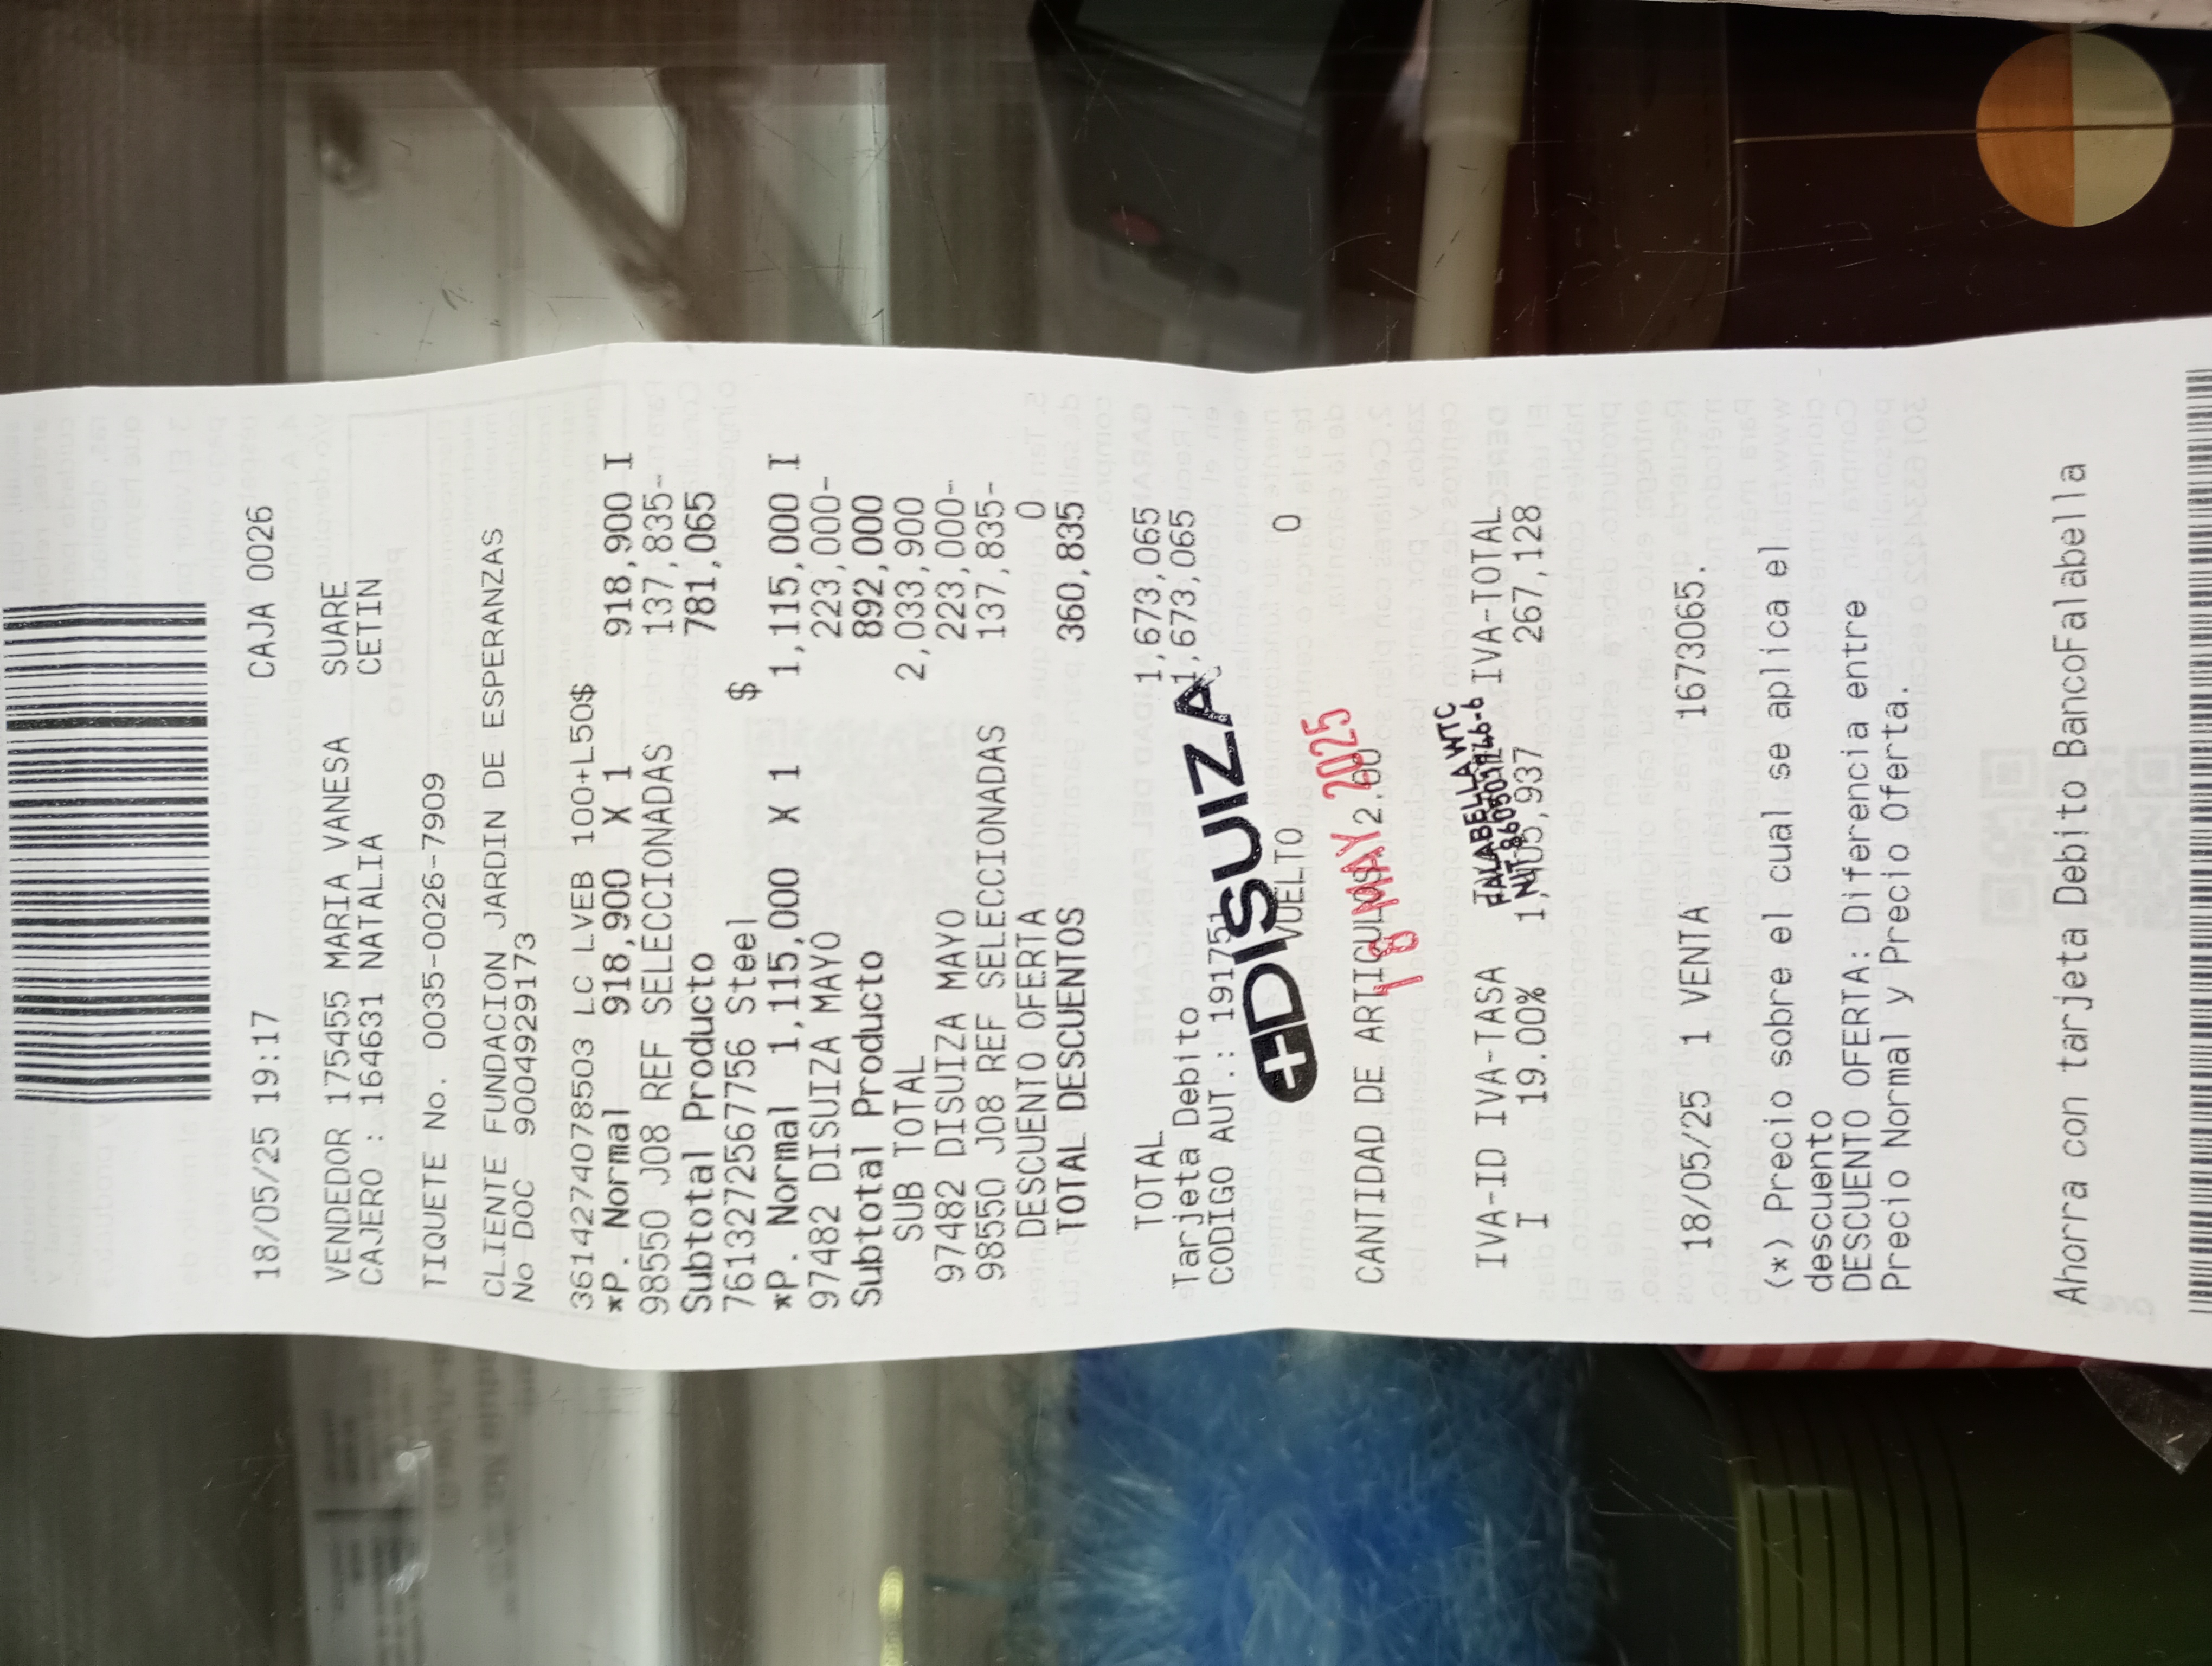 18/05/25 19:17 CAJA 0026
VENDEDOR 175455 MARIA VANESA SUARE
CAJERO : 164631 NATALIA CETIN
TIQUETE No. 0035-0026-7909
CLIENTE FUNDACION JARDIN DE ESPERANZAS
No DOC 9004929173
3614274078503 LC LVEB 100+L50$
*P. Normal 918,900 X 1 918,900 I
98550 J08 REF SELECCIONADAS 137,835-
Subtotal Producto 781,065
7613272567756 Steel $
*P. Normal 1,115,000 X 1 1,115,000 I
97482 DISUIZA MAYO 223,000-
Subtotal Producto 892,000
SUB TOTAL 2,033,900
97482 DISUIZA MAYO 223,000-
98550 J08 REF SELECCIONADAS 137,835-
DESCUENTO OFERTA 0
TOTAL DESCUENTOS 360,835
TOTAL 1,673,065
Tarjeta Debito 1,673,065
CODIGO AUT.: 191751
DISUIZA
VUELTO 0
CANTIDAD DE ARTICULOS: 2.00
18 MAY 2025
FALABELLA WTC
IVA-ID IVA-TASA IVA-TOTAL
I 19.00% 1,405,937 267,128
18/05/25 1 VENTA 1673065.
(*) Precio sobre el cual se aplica el
descuento
DESCUENTO OFERTA: Diferencia entre
Precio Normal y Precio Oferta.
Ahorra con tarjeta Debito BancoFalabella